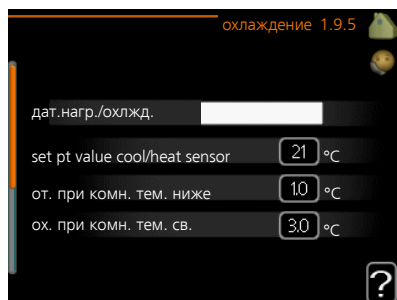 охлаждение 1.9.5
дат.нагр./охлжд.
set pt value cool/heat sensor 21 °C
от. при комн. тем. ниже 1.0 °C
ох. при комн. тем. св. 3.0 °C
?